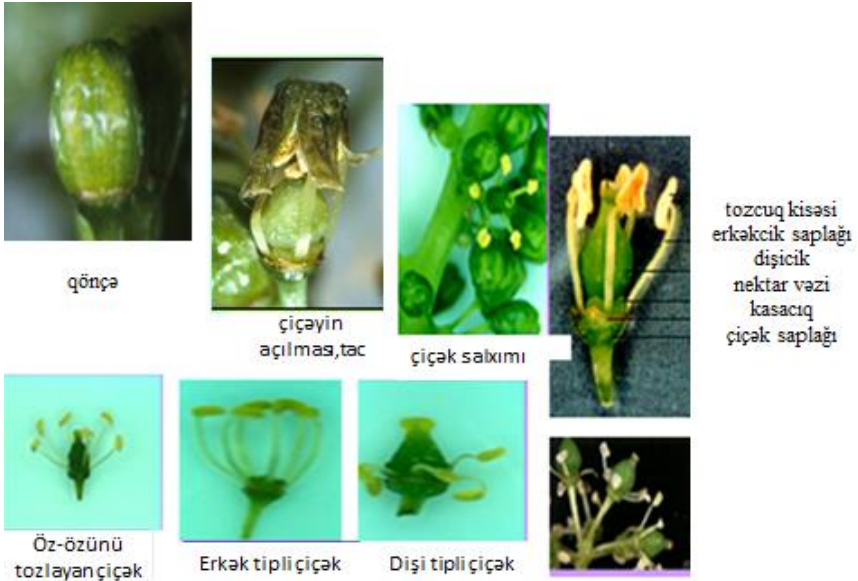 qönçə
çiçəyin
açılması,tac
çiçək salxımı
tozcuq kisəsi
erkəkcik saplağı
dişicik
nektar vəzi
kasacıq
çiçək saplağı
Öz-özünü
tozlayan çiçək
Erkək tipli çiçək
Dişi tipli çiçək